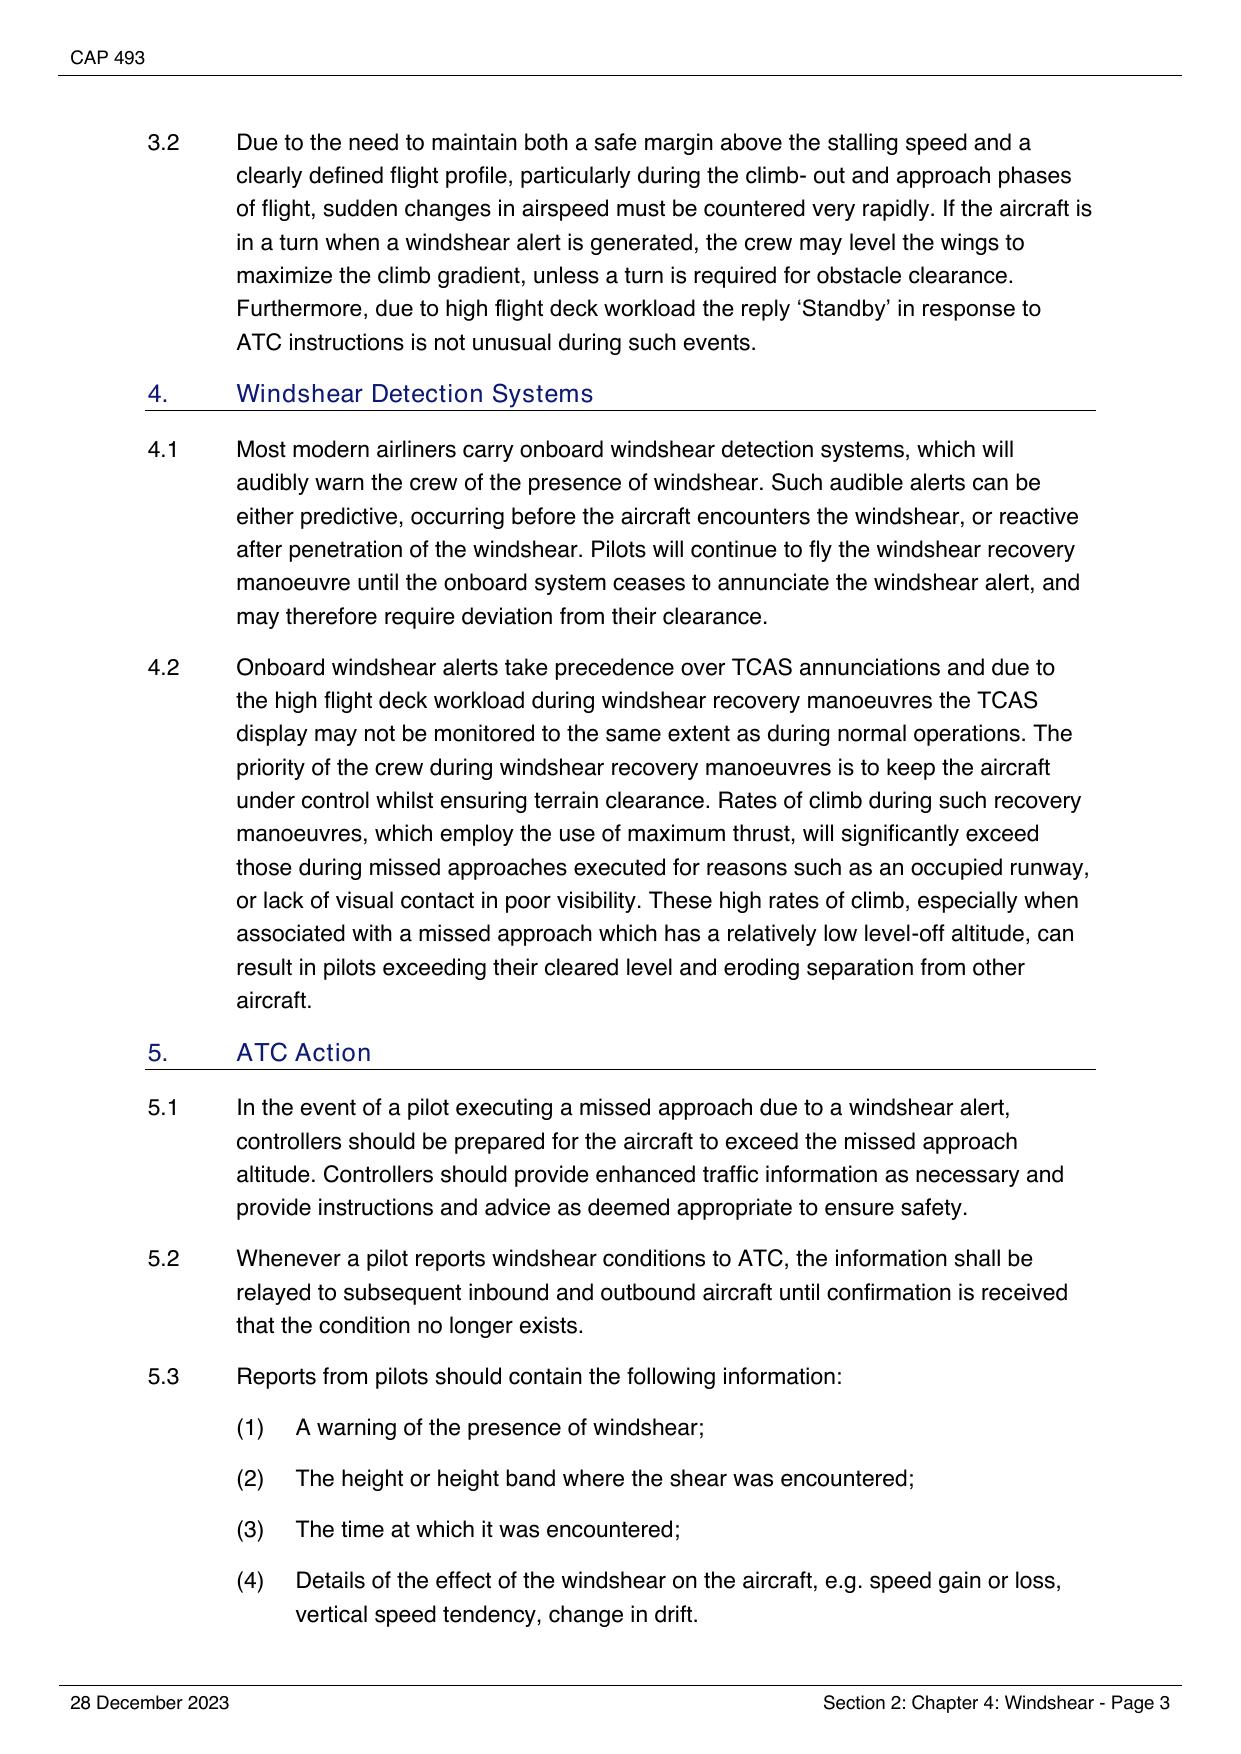 CAP 493
3.2 Due to the need to maintain both a safe margin above the stalling speed and a
clearly defined flight profile, particularly during the climb- out and approach phases
of flight, sudden changes in airspeed must be countered very rapidly. If the aircraft is
in a turn when a windshear alert is generated, the crew may level the wings to
maximize the climb gradient, unless a turn is required for obstacle clearance.
Furthermore, due to high flight deck workload the reply ‘Standby’ in response to
ATC instructions is not unusual during such events.
4. Windshear Detection Systems
4.1 Most modern airliners carry onboard windshear detection systems, which will
audibly warn the crew of the presence of windshear. Such audible alerts can be
either predictive, occurring before the aircraft encounters the windshear, or reactive
after penetration of the windshear. Pilots will continue to fly the windshear recovery
manoeuvre until the onboard system ceases to annunciate the windshear alert, and
may therefore require deviation from their clearance.
4.2 Onboard windshear alerts take precedence over TCAS annunciations and due to
the high flight deck workload during windshear recovery manoeuvres the TCAS
display may not be monitored to the same extent as during normal operations. The
priority of the crew during windshear recovery manoeuvres is to keep the aircraft
under control whilst ensuring terrain clearance. Rates of climb during such recovery
manoeuvres, which employ the use of maximum thrust, will significantly exceed
those during missed approaches executed for reasons such as an occupied runway,
or lack of visual contact in poor visibility. These high rates of climb, especially when
associated with a missed approach which has a relatively low level-off altitude, can
result in pilots exceeding their cleared level and eroding separation from other
aircraft.
5. ATC Action
5.1 In the event of a pilot executing a missed approach due to a windshear alert,
controllers should be prepared for the aircraft to exceed the missed approach
altitude. Controllers should provide enhanced traffic information as necessary and
provide instructions and advice as deemed appropriate to ensure safety.
5.2 Whenever a pilot reports windshear conditions to ATC, the information shall be
relayed to subsequent inbound and outbound aircraft until confirmation is received
that the condition no longer exists.
5.3 Reports from pilots should contain the following information:
(1) A warning of the presence of windshear;
(2) The height or height band where the shear was encountered;
(3) The time at which it was encountered;
(4) Details of the effect of the windshear on the aircraft, e.g. speed gain or loss,
vertical speed tendency, change in drift.
28 December 2023 Section 2: Chapter 4: Windshear - Page 3